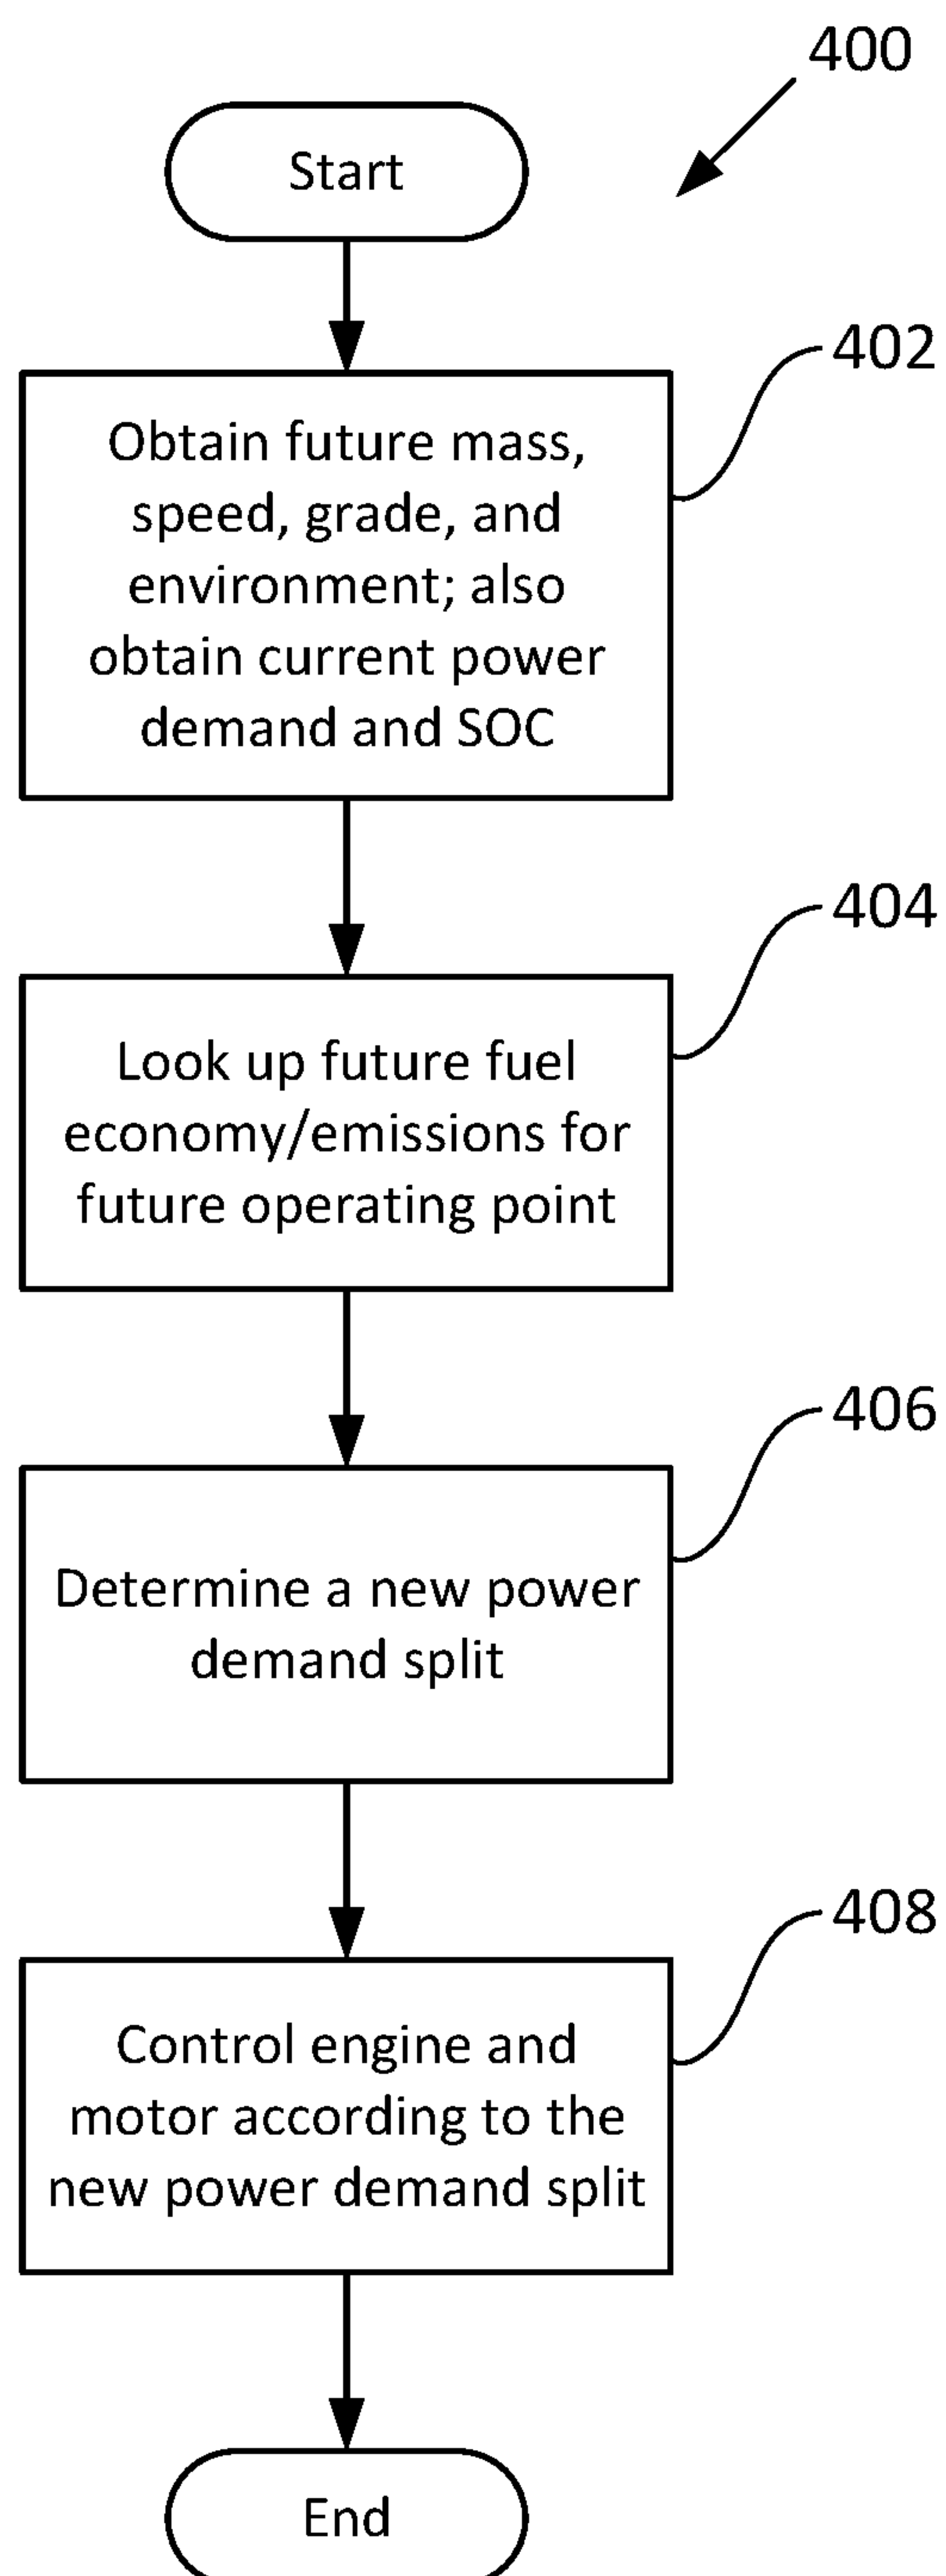 400
Start
402
Obtain future mass,
speed, grade, and
environment; also
obtain current power
demand and SOC
404
Look up future fuel
economy/emissions for
future operating point
406
Determine a new power
demand split
408
Control engine and
motor according to the
new power demand split
End